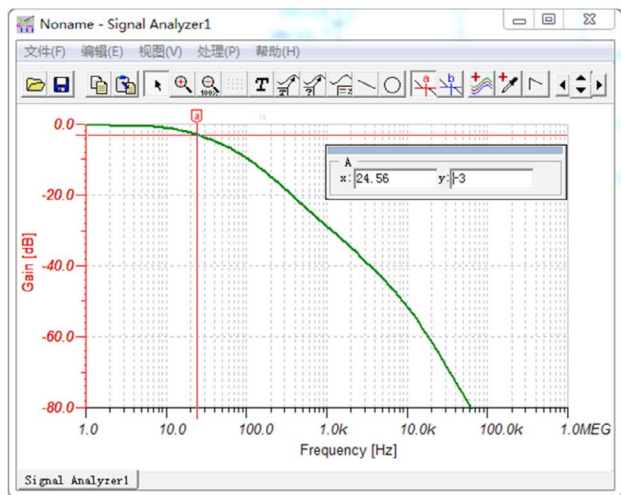 Noname - Signal Analyzer1
文件(F) 编辑(E) 视图(V) 处理(P) 帮助(H)
100% T a b
a
A
x: 24.56 y: -3
Gain [dB]
0.0
-20.0
-40.0
-60.0
-80.0
1.0 10.0 100.0 1.0k 10.0k 100.0k 1.0MEG
Frequency [Hz]
Signal Analyzer1